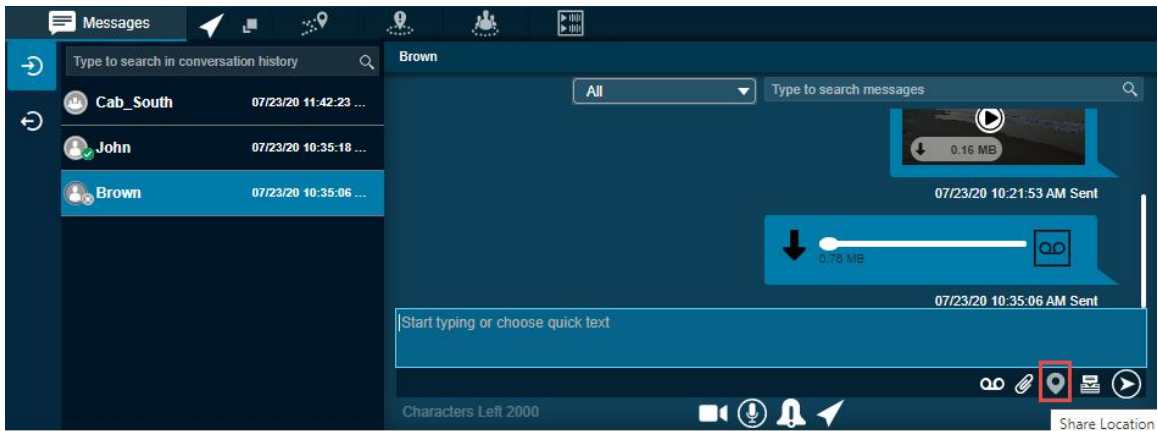 Messages
Type to search in conversation history
Cab_South 07/23/20 11:42:23 ...
John 07/23/20 10:35:18 ...
Brown 07/23/20 10:35:06 ...
Brown
All
Type to search messages
0.16 MB
07/23/20 10:21:53 AM Sent
0.76 MB
07/23/20 10:35:06 AM Sent
Start typing or choose quick text
Characters Left 2000
Share Location